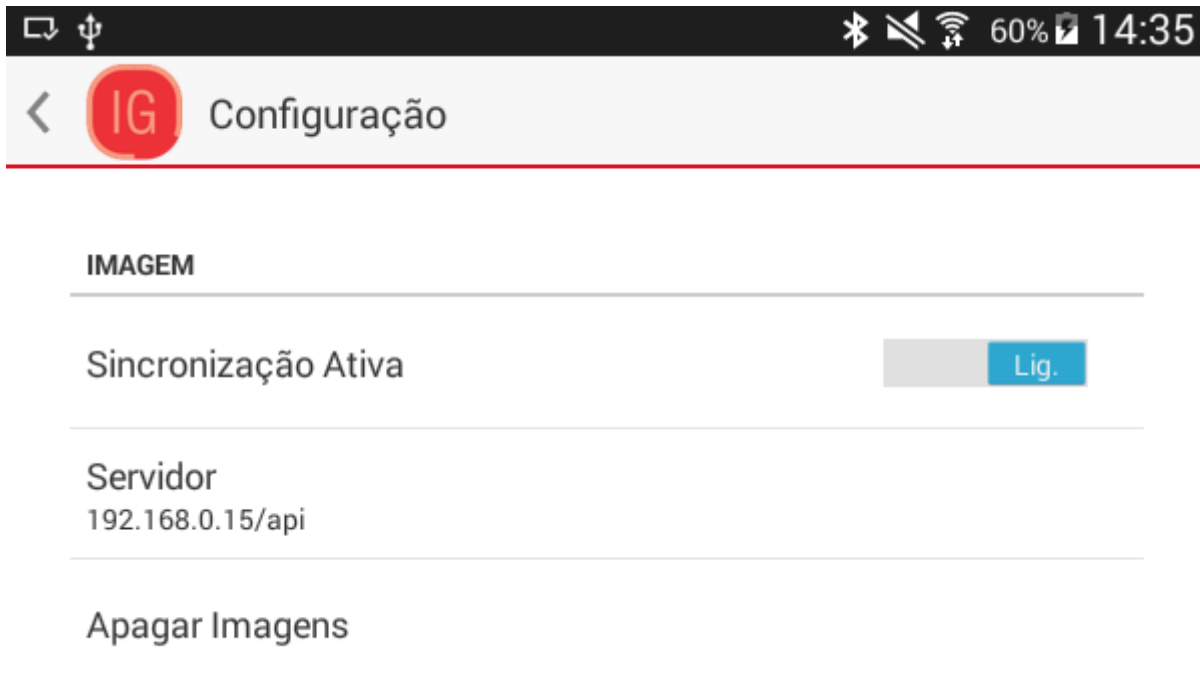 60% 14:35
IG Configuração
IMAGEM
Sincronização Ativa Lig.
Servidor
192.168.0.15/api
Apagar Imagens